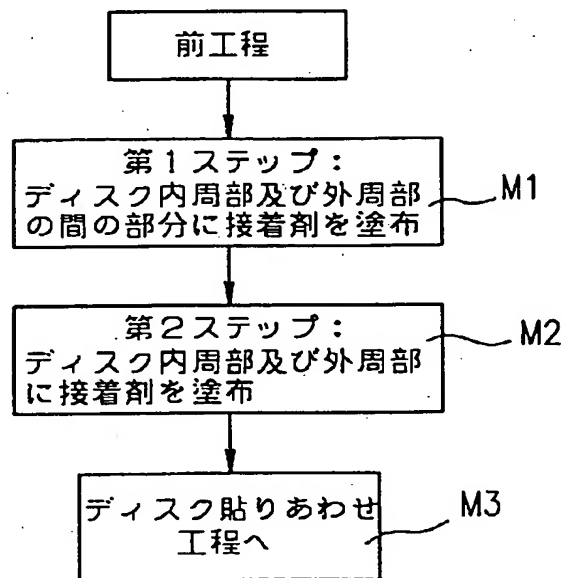 前工程
第1ステップ：
ディスク内周部及び外周部
の間の部分に接着剤を塗布
M1
第2ステップ：
ディスク内周部及び外周部
に接着剤を塗布
M2
ディスク貼りあわせ
工程へ
M3